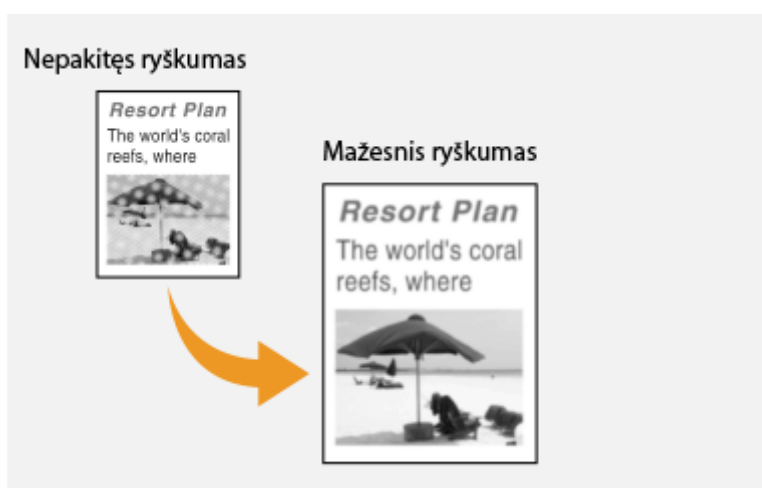 Nepakitęs ryškumas
Resort Plan
The world's coral
reefs, where
Mažesnis ryškumas
Resort Plan
The world's coral
reefs, where